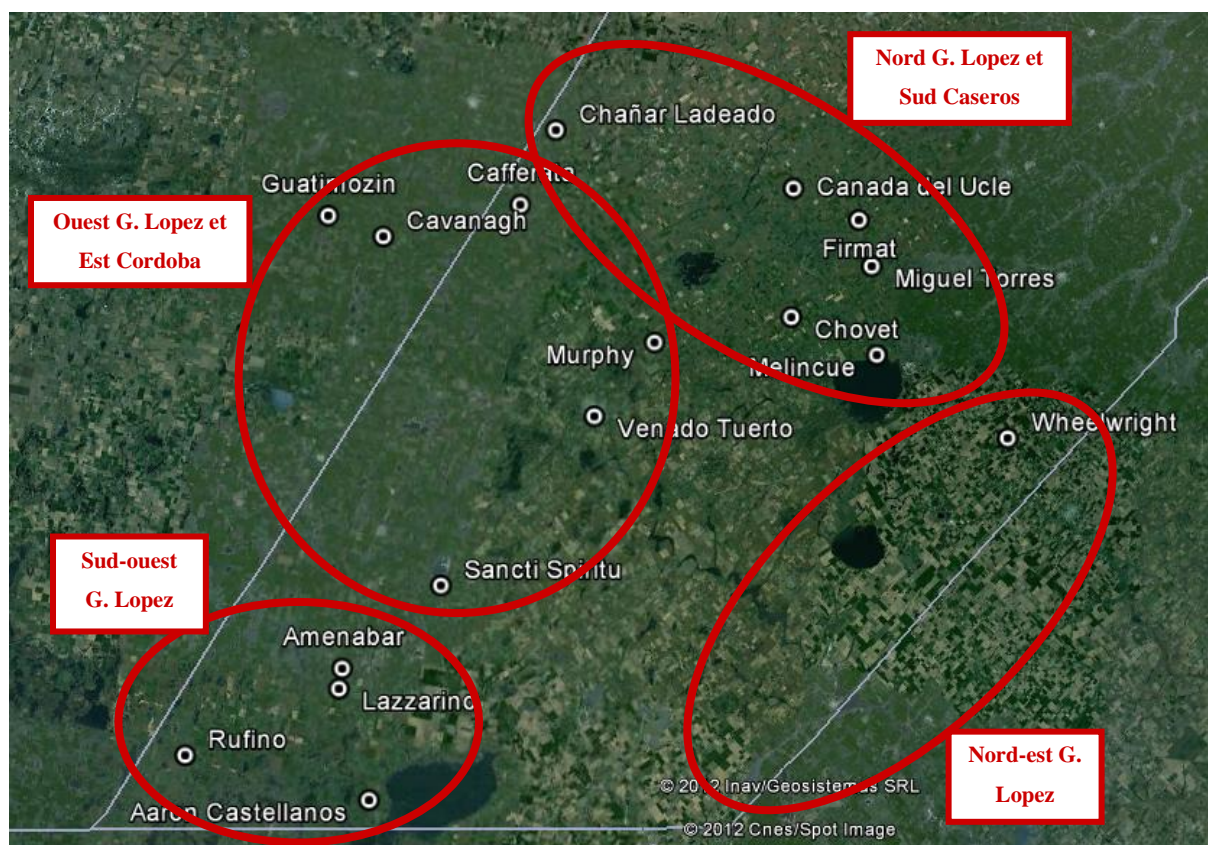 Nord G. Lopez et
Sud Caseros
Chañar Ladeado
Cafferata
Guatimozin
Canada del Ucle
Ouest G. Lopez et
Est Cordoba
Cavanagh
Firmat
Miguel Torres
Chovet
Murphy
Melincue
Venado Tuerto
Wheelwright
Sud-ouest
G. Lopez
Sancti Spiritu
Amenabar
Lazzarino
Rufino
Nord-est G.
Lopez
© 2012 Inav/Geosistemas SRL
Aaron Castellanos
© 2012 Cnes/Spot Image